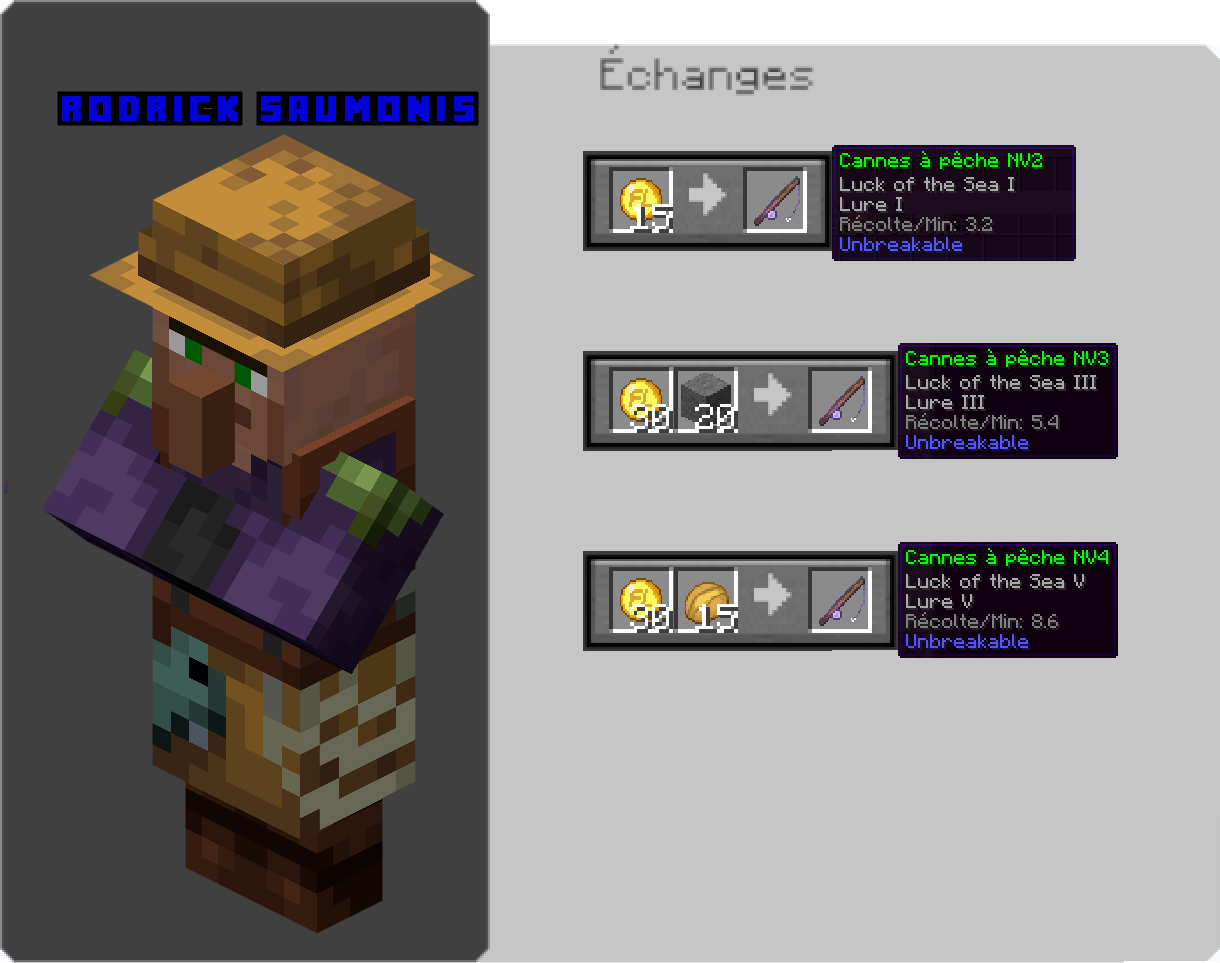 RODRICK SAUMONIS
Échanges
15
Cannes à pêche NV2
Luck of the Sea I
Lure I
Récolte/Min: 3.2
Unbreakable
30 20
Cannes à pêche NV3
Luck of the Sea III
Lure III
Récolte/Min: 5.4
Unbreakable
30 15
Cannes à pêche NV4
Luck of the Sea V
Lure V
Récolte/Min: 8.6
Unbreakable